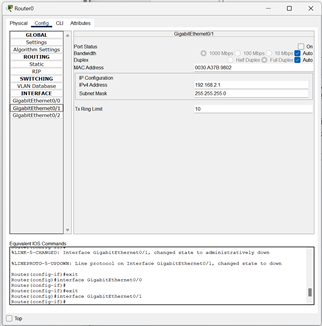 Router0
Physical Config CLI Attributes
GLOBAL
Settings
Algorithm Settings
ROUTING
Static
RIP
SWITCHING
VLAN Database
INTERFACE
GigabitEthernet0/0
GigabitEthernet0/1
GigabitEthernet0/2
GigabitEthernet0/1
Port Status On
Bandwidth 1000 Mbps 100 Mbps 10 Mbps Auto
Duplex Half Duplex Full Duplex Auto
MAC Address 0030.A37B.9802
IP Configuration
IPv4 Address 192.168.2.1
Subnet Mask 255.255.255.0
Tx Ring Limit 10
Equivalent IOS Commands
%LINK-5-CHANGED: Interface GigabitEthernet0/1, changed state to administratively down
%LINEPROTO-5-UPDOWN: Line protocol on Interface GigabitEthernet0/1, changed state to down
Router(config-if)#exit
Router(config)#interface GigabitEthernet0/0
Router(config-if)#
Router(config-if)#exit
Router(config)#interface GigabitEthernet0/1
Router(config-if)#
Top